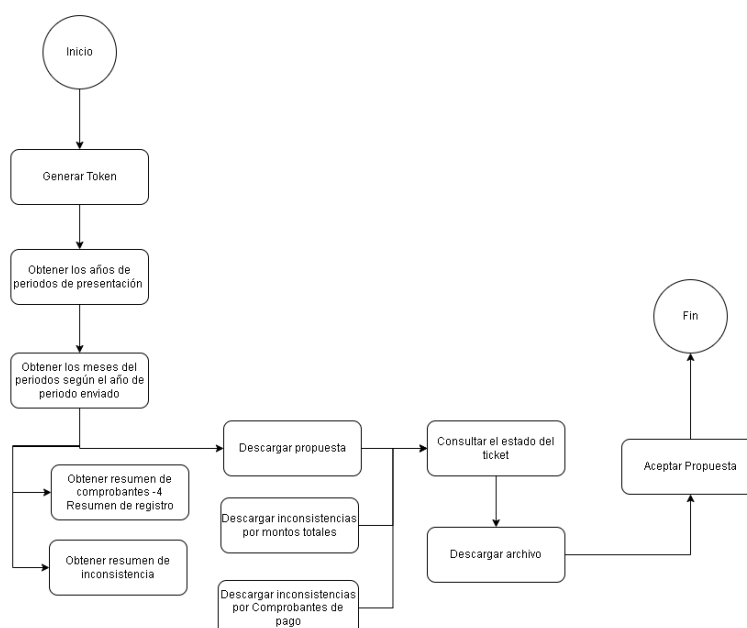 Inicio
Generar Token
Obtener los años de
periodos de presentación
Obtener los meses del
periodos según el año de
periodo enviado
Fin
Descargar propuesta
Consultar el estado del
ticket
Aceptar Propuesta
Obtener resumen de
comprobantes -4
Resumen de registro
Descargar inconsistencias
por montos totales
Descargar archivo
Obtener resumen de
inconsistencia
Descargar inconsistencias
por Comprobantes de
pago